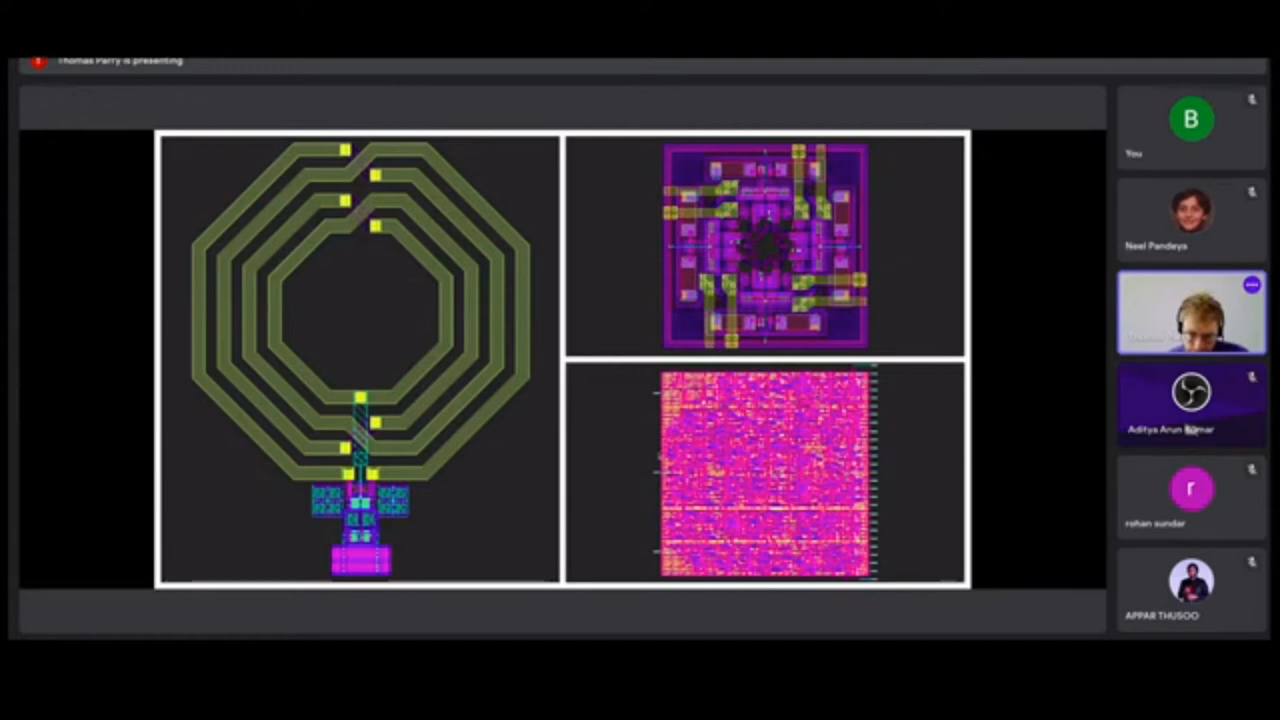 Thomas Parry is presenting
B
You
Neel Pandeya
Aditya Arun Kumar
r
rohan sundar
APPAR THUSOO